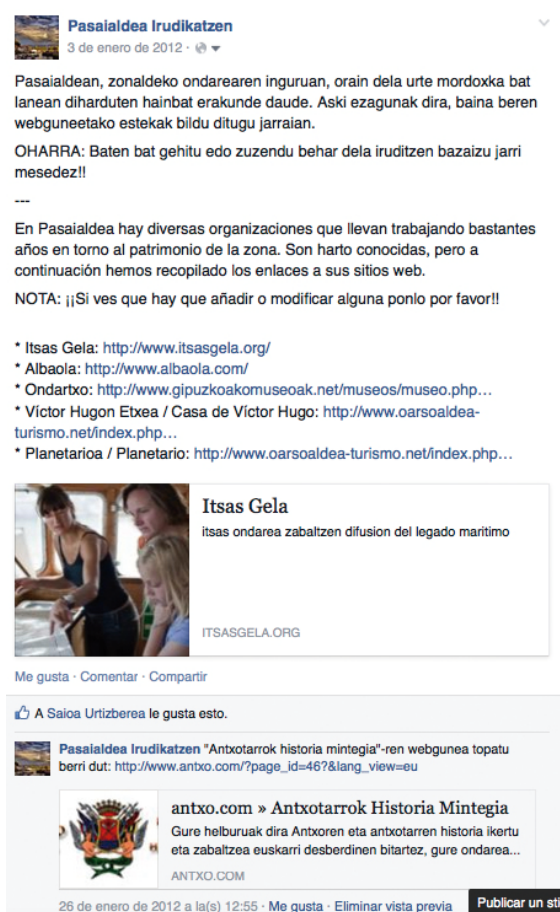 Pasaialdea Irudikatzen
3 de enero de 2012 ·
Pasaialdean, zonaldeko ondarearen inguruan, orain dela urte mordoxka bat
lanean diharduten hainbat erakunde daude. Aski ezagunak dira, baina beren
webguneetako estekak bildu ditugu jarraian.
OHARRA: Baten bat gehitu edo zuzendu behar dela iruditzen bazaizu jarri
mesedez!!
---
En Pasaialdea hay diversas organizaciones que llevan trabajando bastantes
años en torno al patrimonio de la zona. Son harto conocidas, pero a
continuación hemos recopilado los enlaces a sus sitios web.
NOTA: ¡¡Si ves que hay que añadir o modificar alguna ponlo por favor!!
* Itsas Gela: http://www.itsasgela.org/
* Albaola: http://www.albaola.com/
* Ondartxo: http://www.gipuzkoakomuseoak.net/museos/museo.php…
* Víctor Hugon Etxea / Casa de Víctor Hugo: http://www.oarsoaldea-
turismo.net/index.php…
* Planetarioa / Planetario: http://www.oarsoaldea-turismo.net/index.php…
Itsas Gela
itsas ondarea zabaltzen difusion del legado maritimo
ITSASGELA.ORG
Me gusta · Comentar · Compartir
A Saioa Urtizberea le gusta esto.
Pasaialdea Irudikatzen "Antxotarrok historia mintegia"-ren webgunea topatu
berri dut: http://www.antxo.com/?page_id=46?&lang_view=eu
antxo.com » Antxotarrok Historia Mintegia
Gure helburuak dira Antxoren eta antxotarren historia ikertu
eta zabaltzea euskarri desberdinen bitartez, gure ondarea...
ANTXO.COM
26 de enero de 2012 a la(s) 12:55 · Me gusta · Eliminar vista previa
Publicar un sti